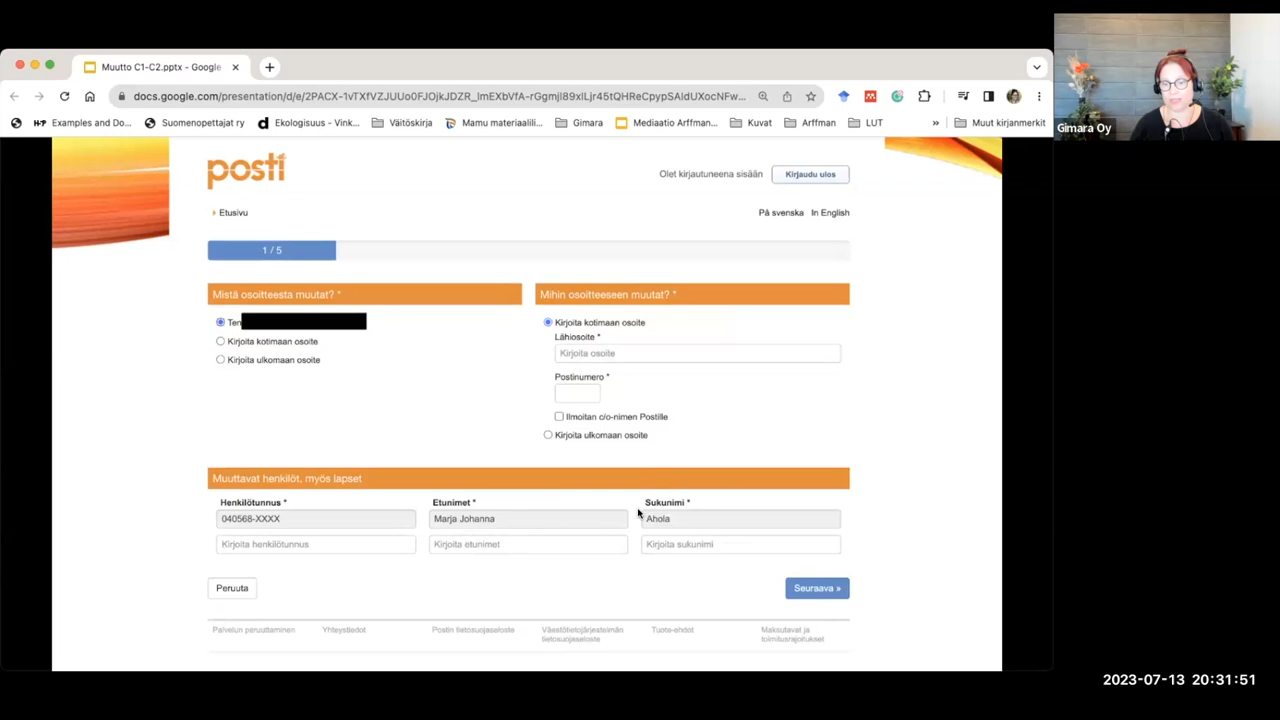 Muutto C1-C2.pptx - Google
docs.google.com/presentation/d/e/2PACX-1vTXfVZJUUo0FJOjkJDZR_ImEXbVfA-rGgmjI89xlLjr45tQHReCpypSAldUXocNFw...
Examples and Do...
Suomenopettajat ry
Ekologisuus - Vink...
Väitöskirja
Mamu materiaalili...
Gimara
Mediaatio Arffman...
Kuvat
Arffman
LUT
»
Muut kirjanmerkit
Gimara Oy
posti
Olet kirjautuneena sisään
Kirjaudu ulos
Etusivu
På svenska In English
1 / 5
Mistä osoitteesta muutat? *
Mihin osoitteeseen muutat? *
Ten
Kirjoita kotimaan osoite
Kirjoita ulkomaan osoite
Kirjoita kotimaan osoite
Lähiosoite *
Kirjoita osoite
Postinumero *
Ilmoitan c/o-nimen Postille
Kirjoita ulkomaan osoite
Muuttavat henkilöt, myös lapset
Henkilötunnus * Etunimet * Sukunimi *
040568-XXXX Marja Johanna Ahola
Kirjoita henkilötunnus Kirjoita etunimet Kirjoita sukunimi
Peruuta
Seuraava »
Palvelun peruuttaminen
Yhteystiedot
Postin tietosuojaseloste
Väestötietojärjestelmän
tietosuojaseloste
Tuote-ehdot
Maksutavat ja
toimitusrajoitukset
2023-07-13 20:31:51